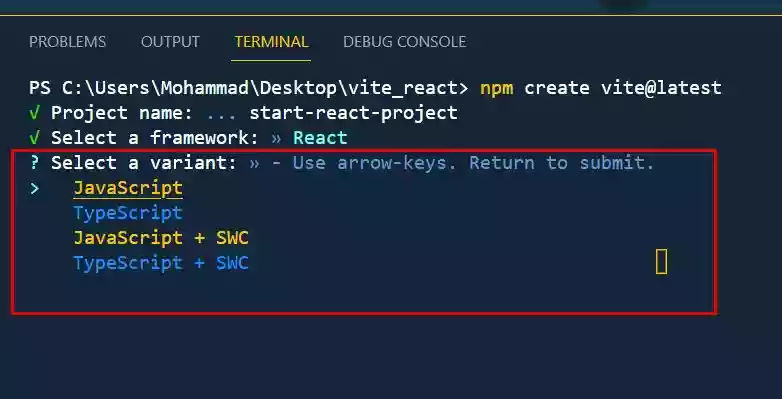 PROBLEMS OUTPUT TERMINAL DEBUG CONSOLE
PS C:\Users\Mohammad\Desktop\vite_react> npm create vite@latest
√ Project name: ... start-react-project
√ Select a framework: » React
? Select a variant: » - Use arrow-keys. Return to submit.
> JavaScript
TypeScript
JavaScript + SWC
TypeScript + SWC